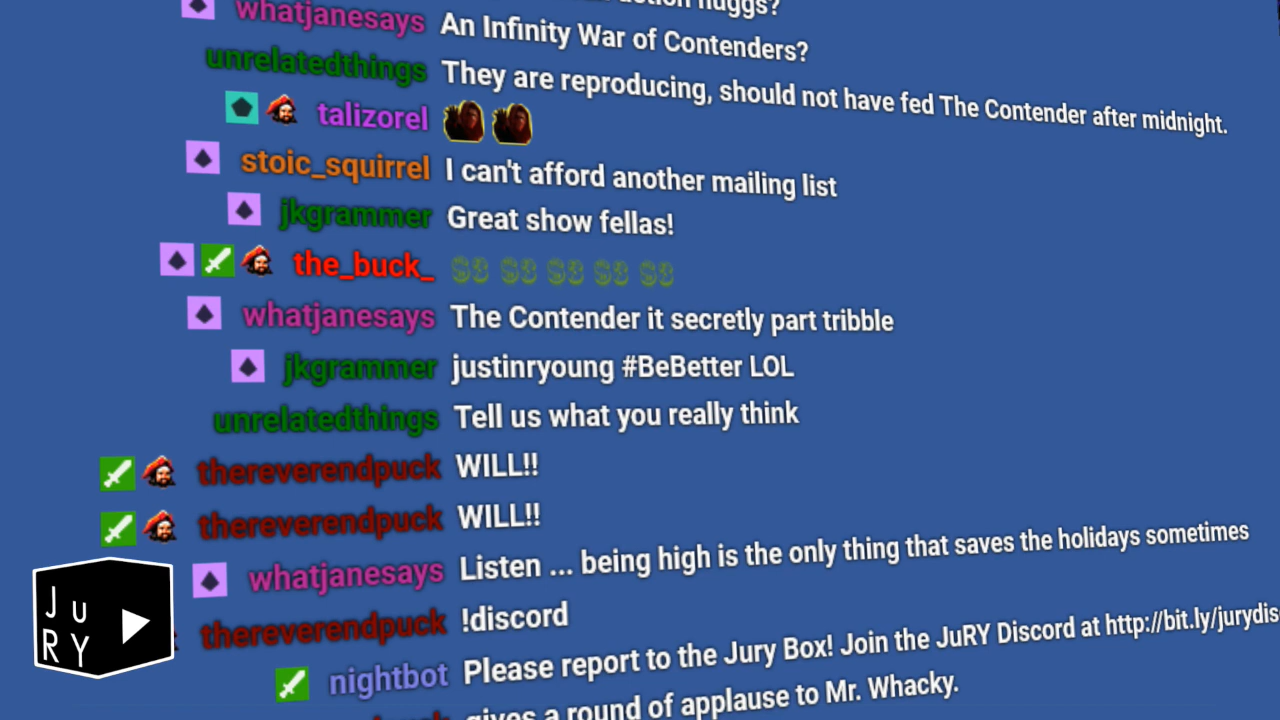 huggs?
whatjanesays An Infinity War of Contenders?
unrelatedthings They are reproducing, should not have fed The Contender after midnight.
talizorel
stoic_squirrel I can't afford another mailing list
jkgrammer Great show fellas!
the_buck_
whatjanesays The Contender it secretly part tribble
jkgrammer justinryoung #BeBetter LOL
unrelatedthings Tell us what you really think
thereverendpuck WILL!!
thereverendpuck WILL!!
whatjanesays Listen ... being high is the only thing that saves the holidays sometimes
thereverendpuck !discord
nightbot Please report to the Jury Box! Join the JuRY Discord at http://bit.ly/jurydis
gives a round of applause to Mr. Whacky.
Ju
RY